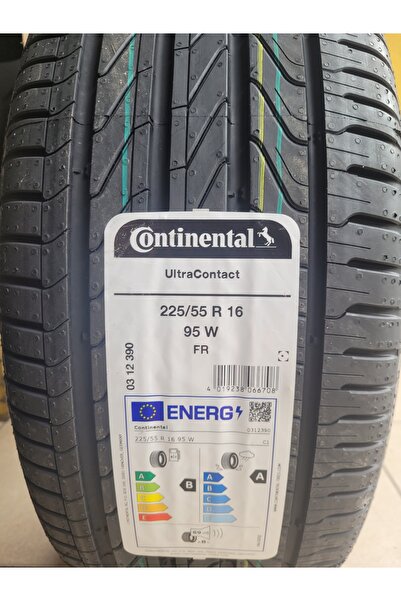 Continental
UltraContact
225/55 R 16
95 W
FR
03 12 390
4 019238 066708
ENERG
Continental
0312390
225/55 R 16 95 W
A
B
A
B